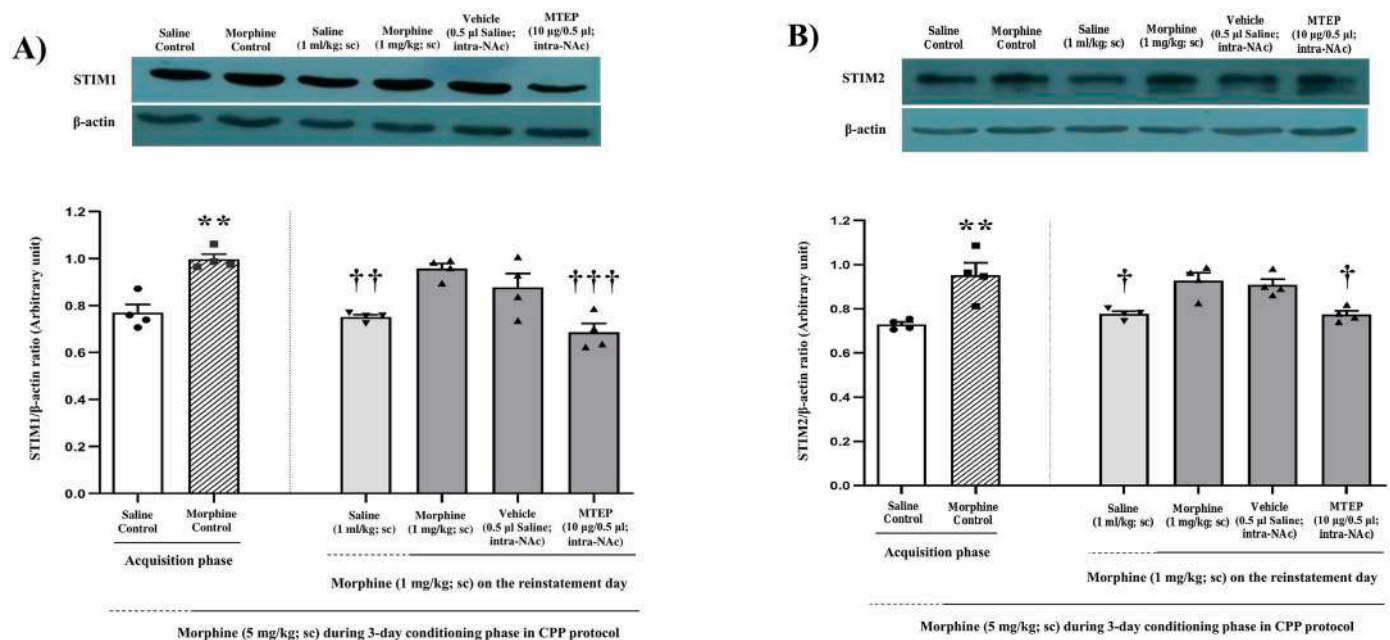 A)
Saline
Control
Morphine
Control
Saline
(1 ml/kg; sc)
Morphine
(1 mg/kg; sc)
Vehicle
(0.5 µl Saline;
intra-NAc)
MTEP
(10 µg/0.5 µl;
intra-NAc)
STIM1
β-actin
STIM1/β-actin ratio (Arbitrary unit)
1.2
1.0
0.8
0.6
0.4
0.2
0.0
**
††
†††
Saline
Control
Morphine
Control
Saline
(1 ml/kg; sc)
Morphine
(1 mg/kg; sc)
Vehicle
(0.5 µl Saline;
intra-NAc)
MTEP
(10 µg/0.5 µl;
intra-NAc)
Acquisition phase
Morphine (1 mg/kg; sc) on the reinstatement day
Morphine (5 mg/kg; sc) during 3-day conditioning phase in CPP protocol
B)
Saline
Control
Morphine
Control
Saline
(1 ml/kg; sc)
Morphine
(1 mg/kg; sc)
Vehicle
(0.5 µl Saline;
intra-NAc)
MTEP
(10 µg/0.5 µl;
intra-NAc)
STIM2
β-actin
STIM2/β-actin ratio (Arbitrary unit)
1.2
1.0
0.8
0.6
0.4
0.2
0.0
**
†
†
Saline
Control
Morphine
Control
Saline
(1 ml/kg; sc)
Morphine
(1 mg/kg; sc)
Vehicle
(0.5 µl Saline;
intra-NAc)
MTEP
(10 µg/0.5 µl;
intra-NAc)
Acquisition phase
Morphine (1 mg/kg; sc) on the reinstatement day
Morphine (5 mg/kg; sc) during 3-day conditioning phase in CPP protocol